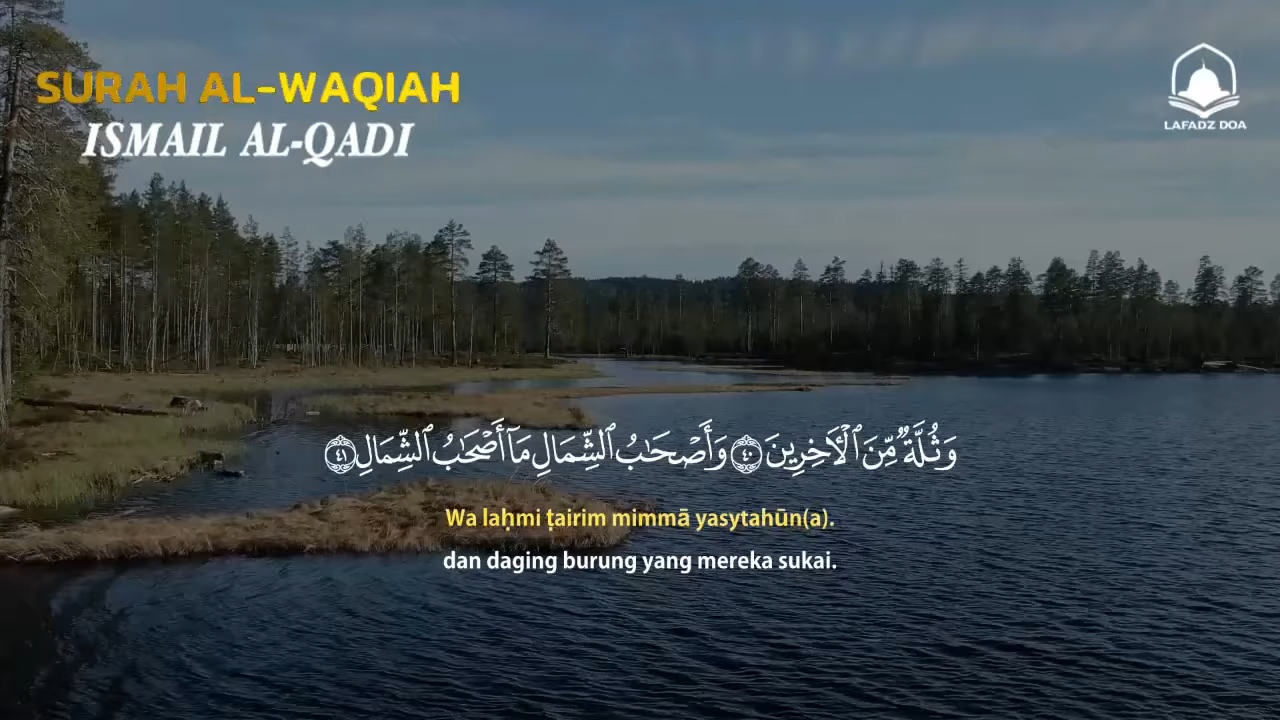 SURAH AL-WAQIAH
ISMAIL AL-QADI
LAFADZ DOA
وَثُلَّةٌ مِّنَ ٱلْـَٔاخِرِينَ ﴿٤٠﴾ وَأَصْحَـٰبُ ٱلشِّمَالِ مَآ أَصْحَـٰبُ ٱلشِّمَالِ ﴿٤١﴾
Wa laḥmi ṭairim mimmā yasytahūn(a).
dan daging burung yang mereka sukai.